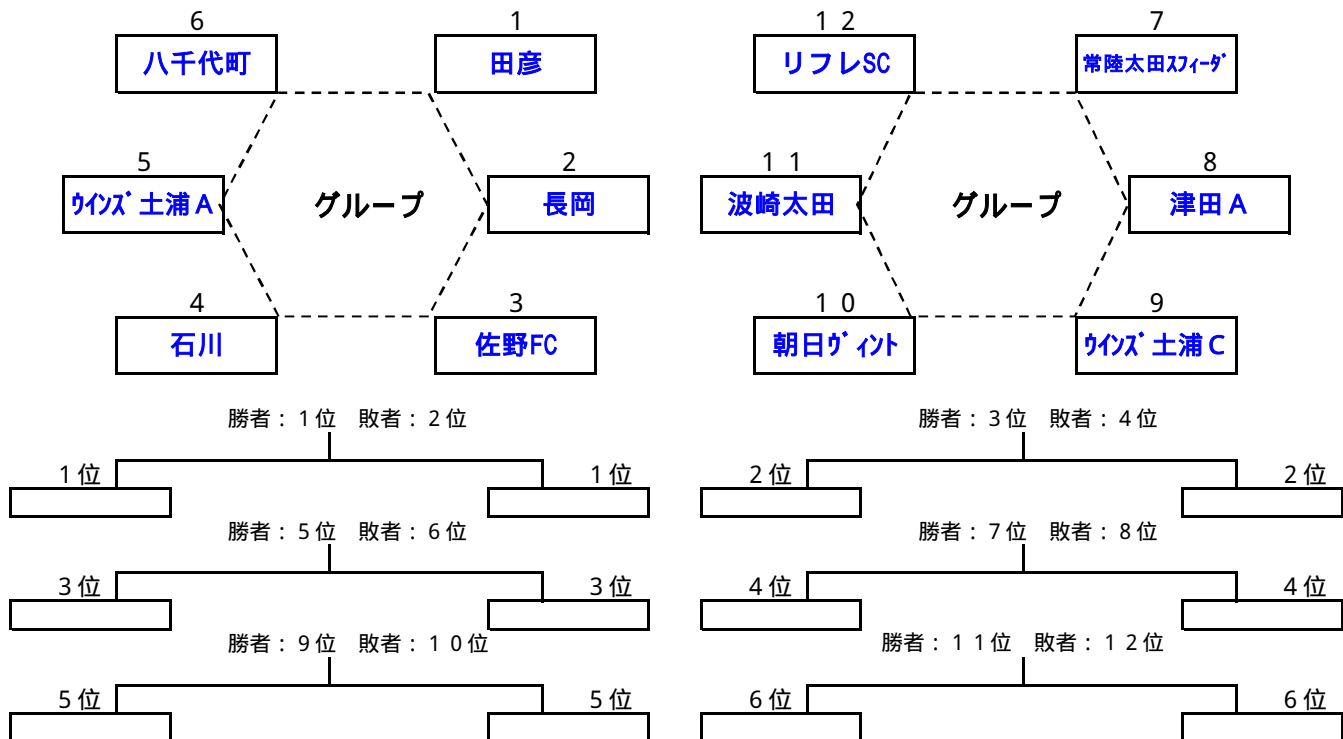 6
1
１２
7
八千代町
田彦
リフレSC
常陸太田ｽﾌｨｰﾀﾞ
5
2
１１
8
ｳｲﾝｽﾞ土浦Ａ
グループ
長岡
波崎太田
グループ
津田Ａ
4
3
１０
9
石川
佐野FC
朝日ｳﾞｨﾝﾄ
ｳｲﾝｽﾞ土浦Ｃ
勝者：１位　敗者：２位
勝者：３位　敗者：４位
１位
１位
２位
２位
勝者：５位　敗者：６位
勝者：７位　敗者：８位
３位
３位
４位
４位
勝者：９位　敗者：１０位
勝者：１１位　敗者：１２位
５位
５位
６位
６位